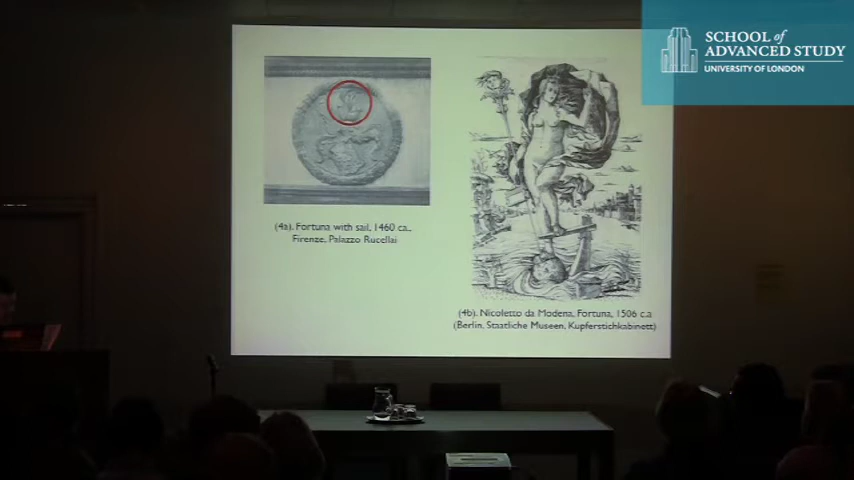 SCHOOL of
ADVANCED STUDY
UNIVERSITY OF LONDON
(4a). Fortuna with sail, 1460 ca.,
Firenze, Palazzo Rucellai
(4b). Nicoletto da Modena, Fortuna, 1506 c.a
(Berlin, Staatliche Museen, Kupferstichkabinett)